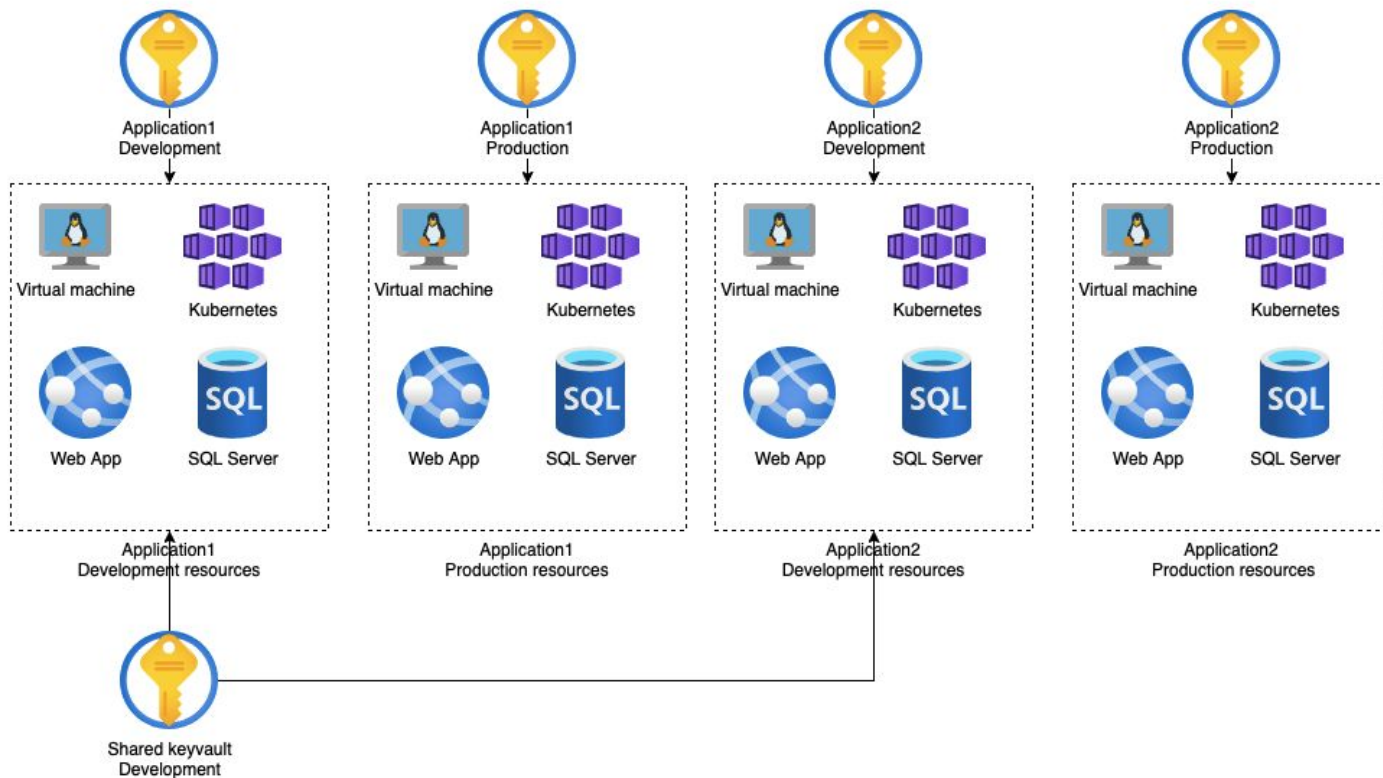 Application1
Development
Application1
Production
Application2
Development
Application2
Production
Virtual machine
Kubernetes
Virtual machine
Kubernetes
Virtual machine
Kubernetes
Virtual machine
Kubernetes
SQL
SQL
SQL
SQL
Web App
SQL Server
Web App
SQL Server
Web App
SQL Server
Web App
SQL Server
Application1
Development resources
Application1
Production resources
Application2
Development resources
Application2
Production resources
Shared keyvault
Development